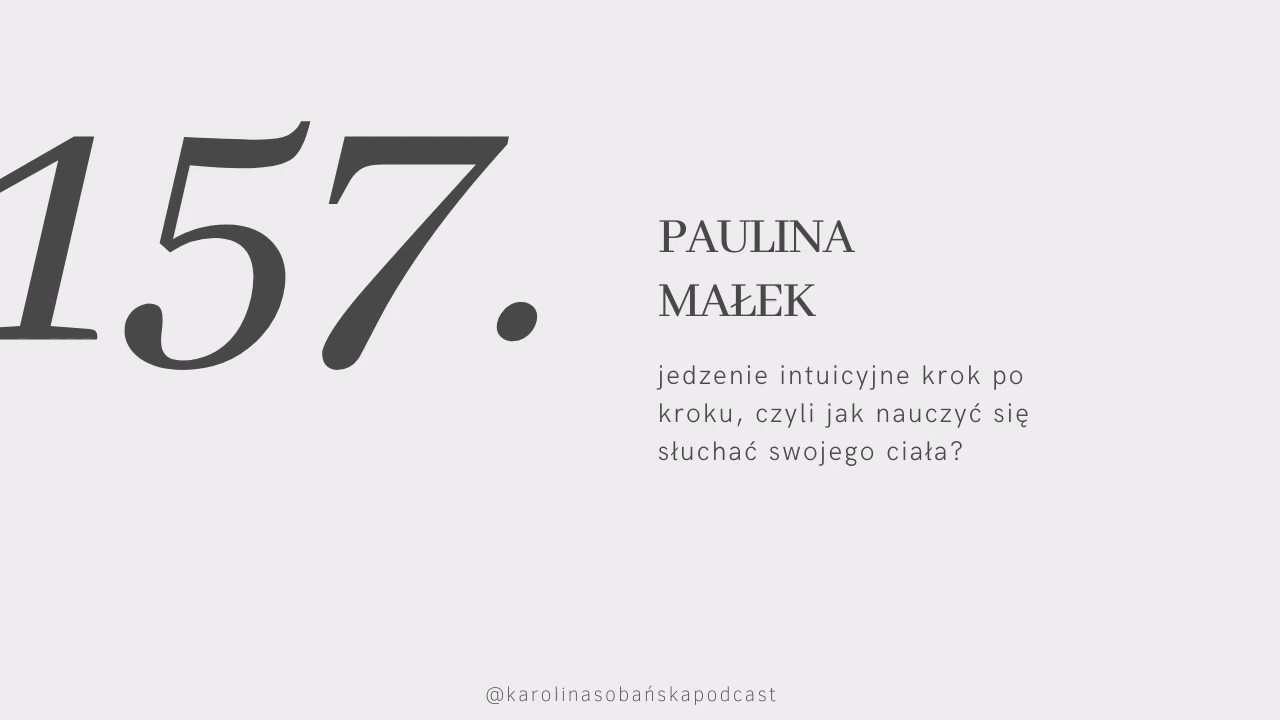 157.
PAULINA
MAŁEK
jedzenie intuicyjne krok po
kroku, czyli jak nauczyć się
słuchać swojego ciała?
@karolinasobańskapodcast